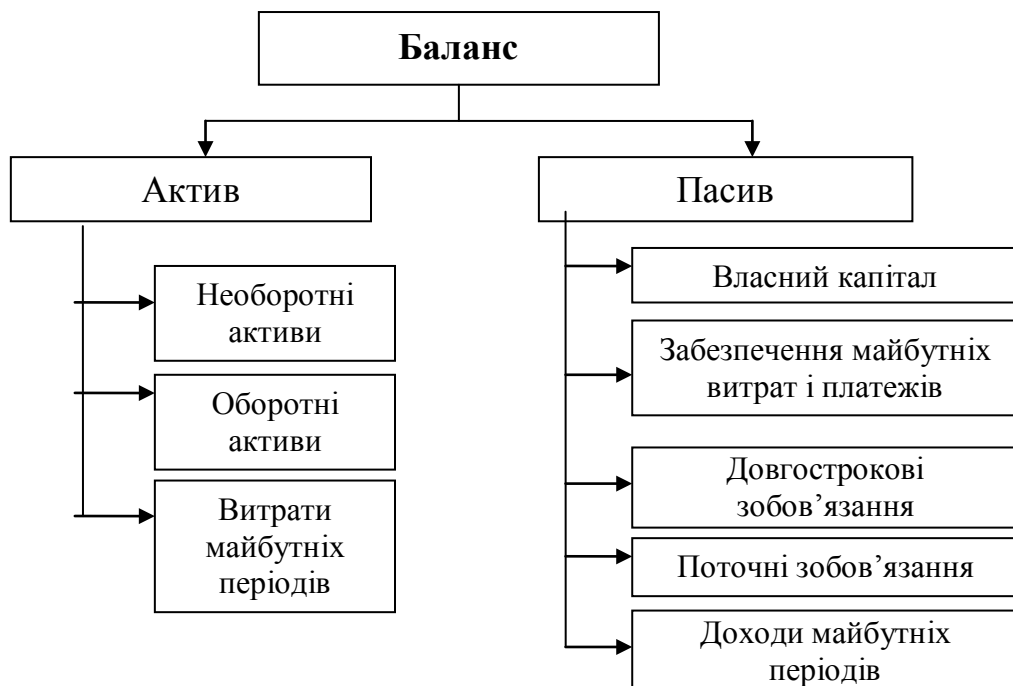 Баланс
Актив
Пасив
Необоротні
активи
Оборотні
активи
Витрати
майбутніх
періодів
Власний капітал
Забезпечення майбутніх
витрат і платежів
Довгострокові
зобов’язання
Поточні зобов’язання
Доходи майбутніх
періодів